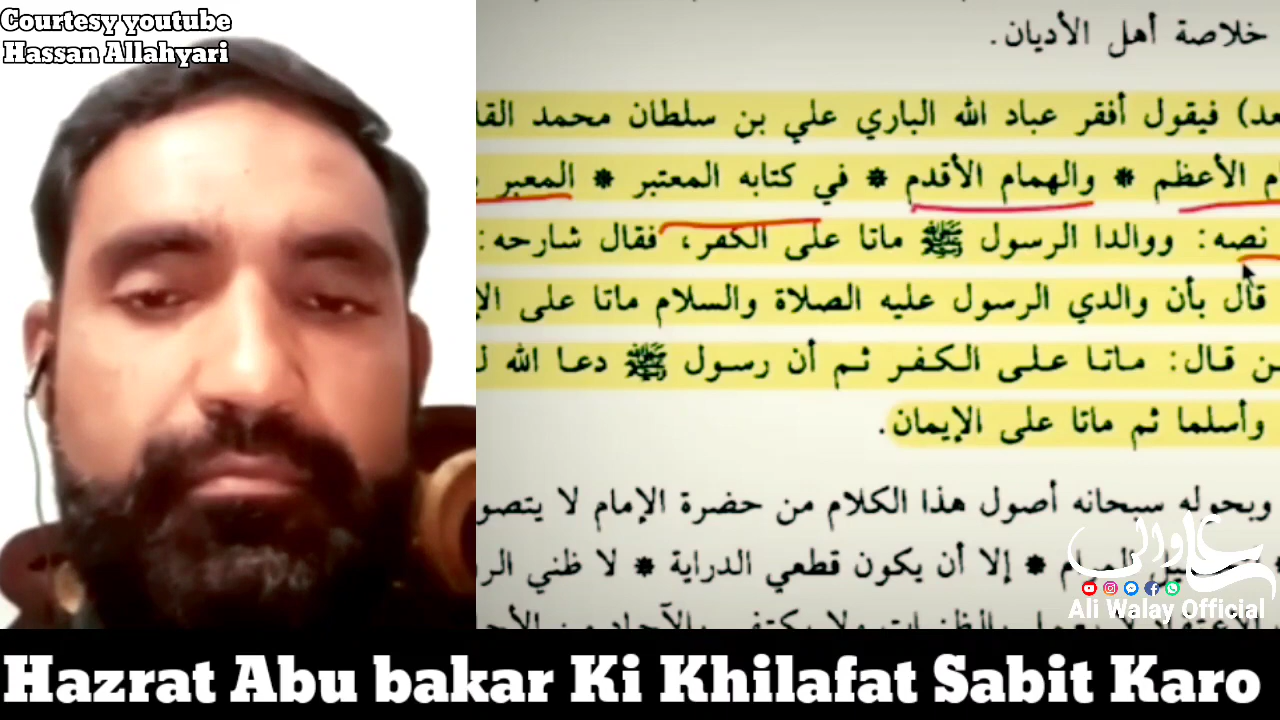 Courtesy youtube
Hassan Allahyari
خلاصة أهل الأديان.
فيقول أفقر عباد الله الباري علي بن سلطان محمد
الأعظم * والهمام الأقدم * في كتابه المعتبر * المعبر
نصه: ووالدا الرسول ﷺ ماتا على الكفر، فقال شارحه:
قال بأن والدي الرسول عليه الصلاة والسلام ماتا على
قال: ماتا على الكفر ثم أن رسول ﷺ دعا الله
وأسلما ثم ماتا على الإيمان.
وبحوله سبحانه أصول هذا الكلام من حضرة الإمام لا
* إلا أن يكون قطعي الدراية * لا ظني
علي والي
Ali Walay Official
Hazrat Abu bakar Ki Khilafat Sabit Karo